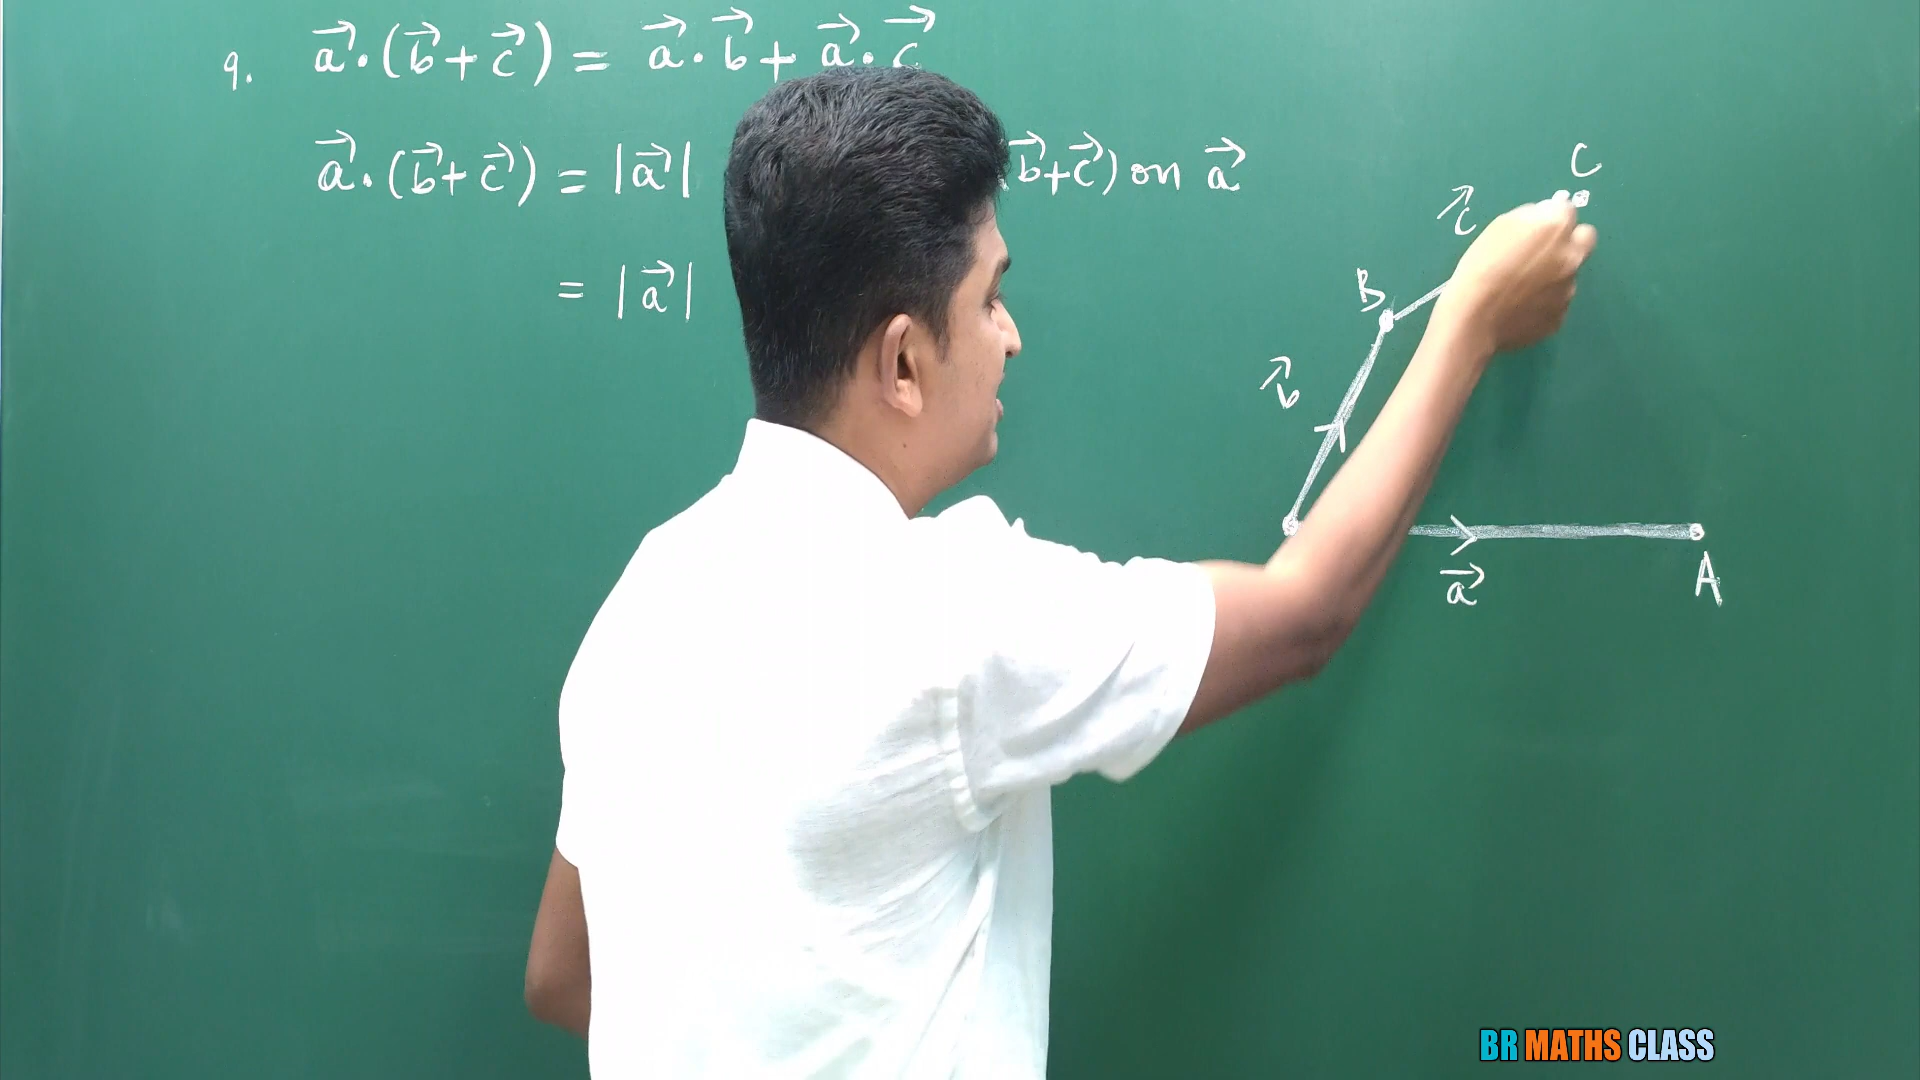 9. a⃗·(b⃗+c⃗) = a⃗·b⃗ + a⃗·c⃗
a⃗·(b⃗+c⃗) = |a⃗| b⃗+c⃗) on a⃗
= |a⃗|
C
c⃗
B
b⃗
a⃗
A
BR MATHS CLASS